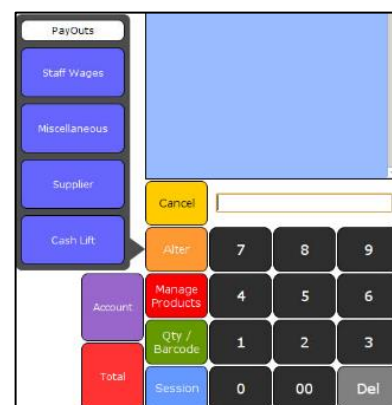 PayOuts
Staff Wages
Miscellaneous
Supplier
Cash Lift
Cancel
Alter
7 8 9
Account
Manage
Products
4 5 6
Qty /
Barcode
1 2 3
Total
Session
0 00 Del